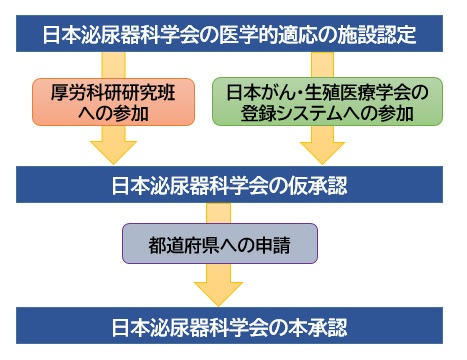 日本泌尿器科学会の医学的適応の施設認定
厚労科研研究班
への参加
日本がん・生殖医療学会の
登録システムへの参加
日本泌尿器科学会の仮承認
都道府県への申請
日本泌尿器科学会の本承認